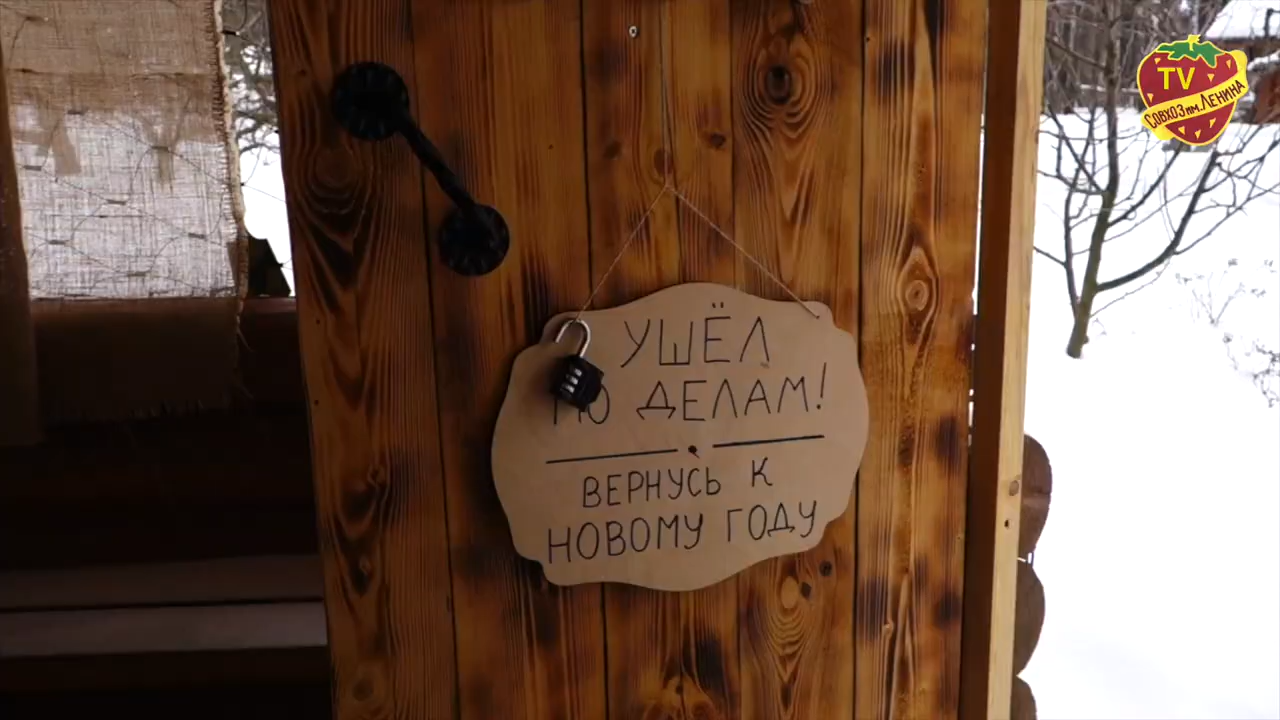 TV
СОВХОЗ им. ЛЕНИНА
УШЁЛ
ПО ДЕЛАМ!
ВЕРНУСЬ К
НОВОМУ ГОДУ